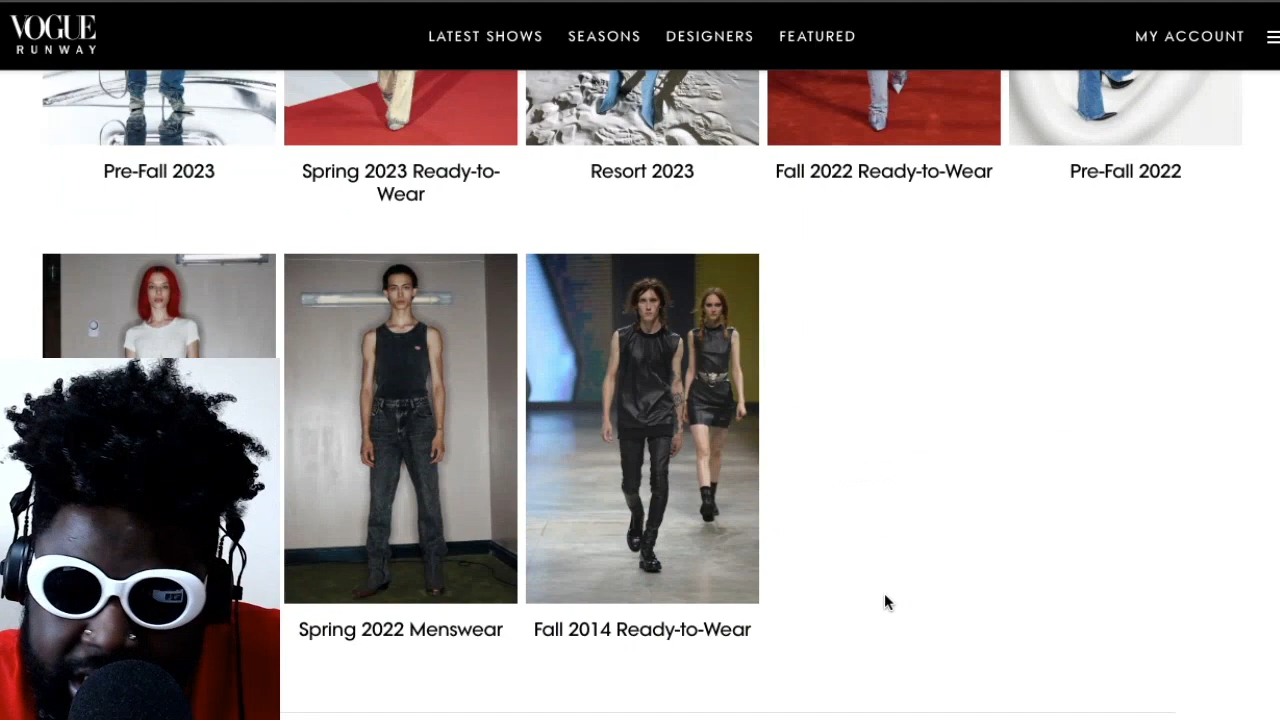 VOGUE
RUNWAY
LATEST SHOWS
SEASONS
DESIGNERS
FEATURED
MY ACCOUNT
Pre-Fall 2023
Spring 2023 Ready-to-
Wear
Resort 2023
Fall 2022 Ready-to-Wear
Pre-Fall 2022
Spring 2022 Menswear
Fall 2014 Ready-to-Wear